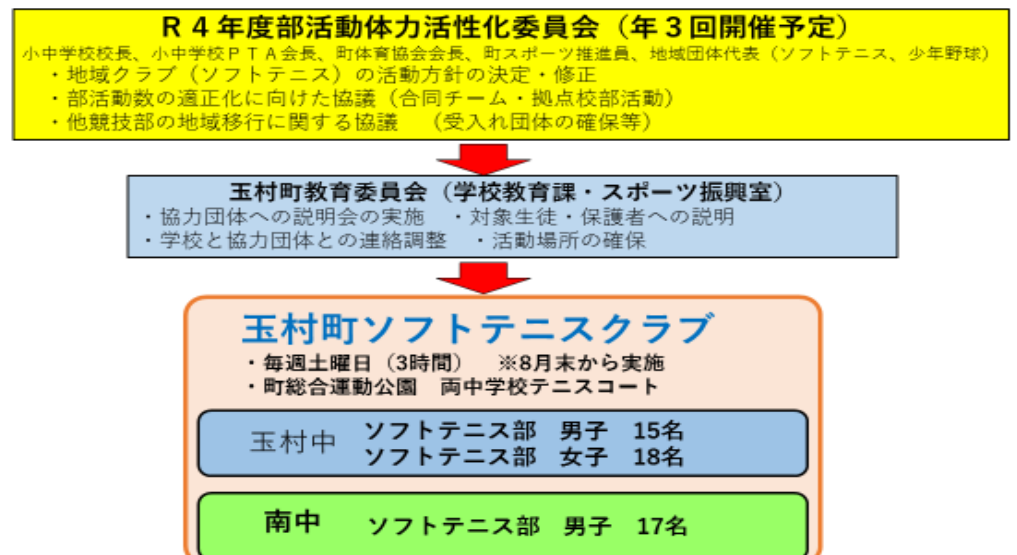 R4年度部活動体力活性化委員会（年3回開催予定）
小中学校校長、小中学校PTA会長、町体育協会会長、町スポーツ推進員、地域団体代表（ソフトテニス、少年野球）
・地域クラブ（ソフトテニス）の活動方針の決定・修正
・部活動数の適正化に向けた協議（合同チーム・拠点校部活動）
・他競技部の地域移行に関する協議　（受入れ団体の確保等）
玉村町教育委員会（学校教育課・スポーツ振興室）
・協力団体への説明会の実施　・対象生徒・保護者への説明
・学校と協力団体との連絡調整　・活動場所の確保
玉村町ソフトテニスクラブ
・毎週土曜日（3時間）　※8月末から実施
・町総合運動公園　両中学校テニスコート
玉村中　ソフトテニス部　男子　15名
ソフトテニス部　女子　18名
南中　ソフトテニス部　男子　17名